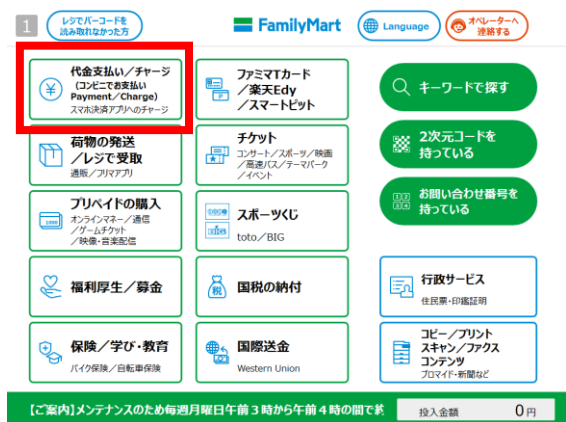 1
レジでバーコードを
読み取れなかった方
FamilyMart
Language
オペレーターへ
連絡する
代金支払い／チャージ
(コンビニでお支払い
Payment／Charge)
スマホ決済アプリへのチャージ
ファミマTカード
／楽天Edy
／スマートピット
キーワードで探す
荷物の発送
／レジで受取
通販／フリマアプリ
チケット
コンサート／スポーツ／映画
／高速バス／テーマパーク
／イベント
2次元コードを
持っている
プリペイドの購入
オンラインマネー／通信
／ゲームチケット
／映像・音楽配信
スポーツくじ
toto／BIG
お問い合わせ番号を
持っている
福利厚生／募金
税
国税の納付
行政サービス
住民票・印鑑証明
保険／学び・教育
バイク保険／自転車保険
国際送金
Western Union
コピー／プリント
スキャン／ファクス
コンテンツ
ブロマイド・新聞など
【ご案内】メンテナンスのため毎週月曜日午前３時から午前４時の間で約
投入金額
0円